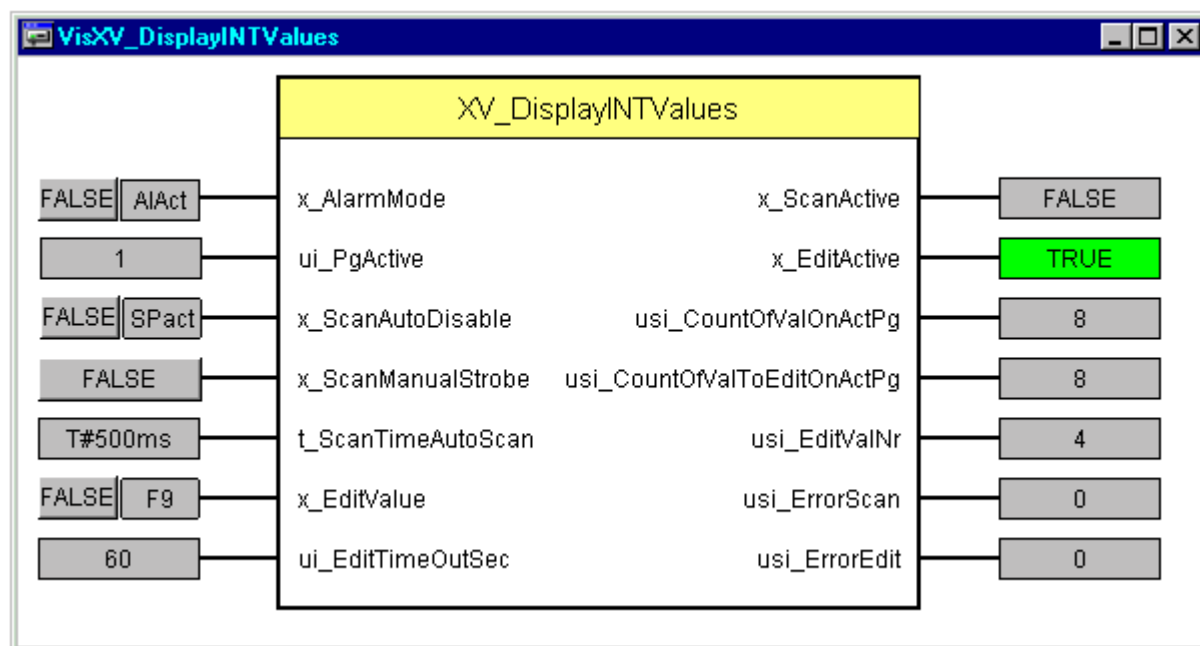 VisXV_DisplayINTValues
XV_DisplayINTValues
FALSE AlAct x_AlarmMode x_ScanActive FALSE
1 ui_PgActive x_EditActive TRUE
FALSE SPact x_ScanAutoDisable usi_CountOfValOnActPg 8
FALSE x_ScanManualStrobe usi_CountOfValToEditOnActPg 8
T#500ms t_ScanTimeAutoScan usi_EditValNr 4
FALSE F9 x_EditValue usi_ErrorScan 0
60 ui_EditTimeOutSec usi_ErrorEdit 0